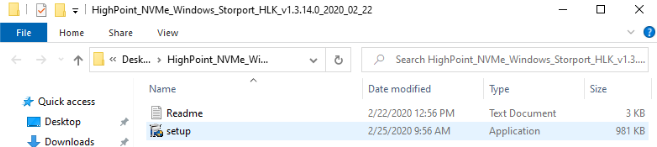 HighPoint_NVMe_Windows_Storport_HLK_v1.3.14.0_2020_02_22
File Home Share View
« Desk... HighPoint_NVMe_Wi... Search HighPoint_NVMe_Windows_Storport_HLK_v1.3....
Name Date modified Type Size
Quick access
Desktop
Downloads
Readme 2/22/2020 12:56 PM Text Document 3 KB
setup 2/25/2020 9:56 AM Application 981 KB